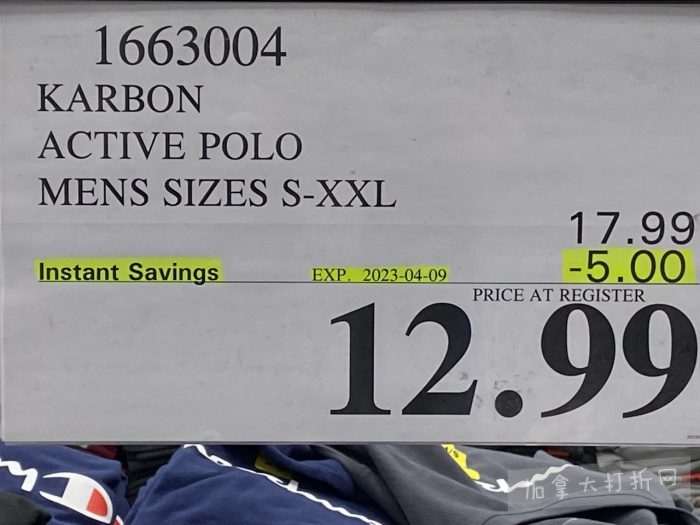 1663004
KARBON
ACTIVE POLO
MENS SIZES S-XXL
17.99
Instant Savings EXP. 2023-04-09 -5.00
PRICE AT REGISTER
12.99
加拿大打折网